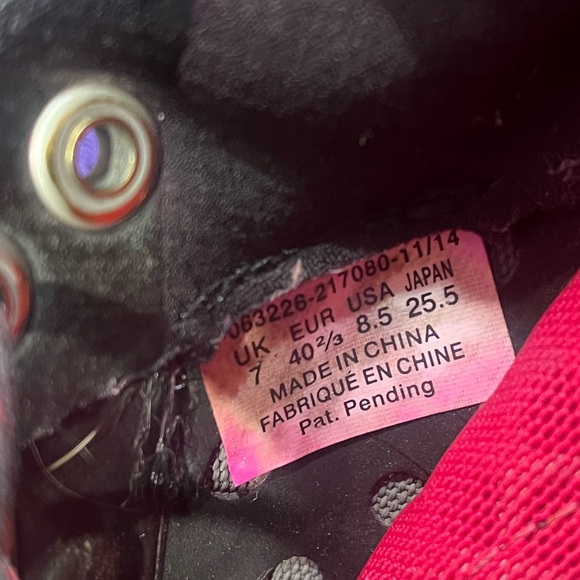 063226-217080-11/14
UK EUR USA JAPAN
7 40 2/3 8.5 25.5
MADE IN CHINA
FABRIQUÉ EN CHINE
Pat. Pending